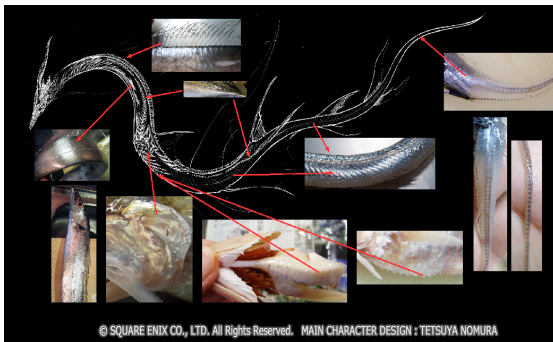 © SQUARE ENIX CO., LTD. All Rights Reserved. MAIN CHARACTER DESIGN : TETSUYA NOMURA